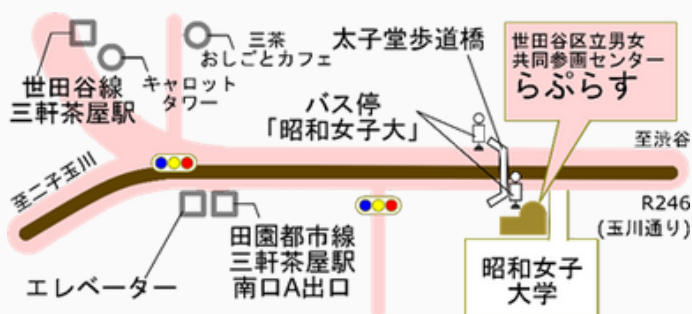 三茶
おしごとカフェ
太子堂歩道橋
世田谷区立男女
共同参画センター
らぷらす
世田谷線
三軒茶屋駅
キャロット
タワー
バス停
「昭和女子大」
至渋谷
至二子玉川
R246
(玉川通り)
田園都市線
三軒茶屋駅
南口A出口
エレベーター
昭和女子
大学